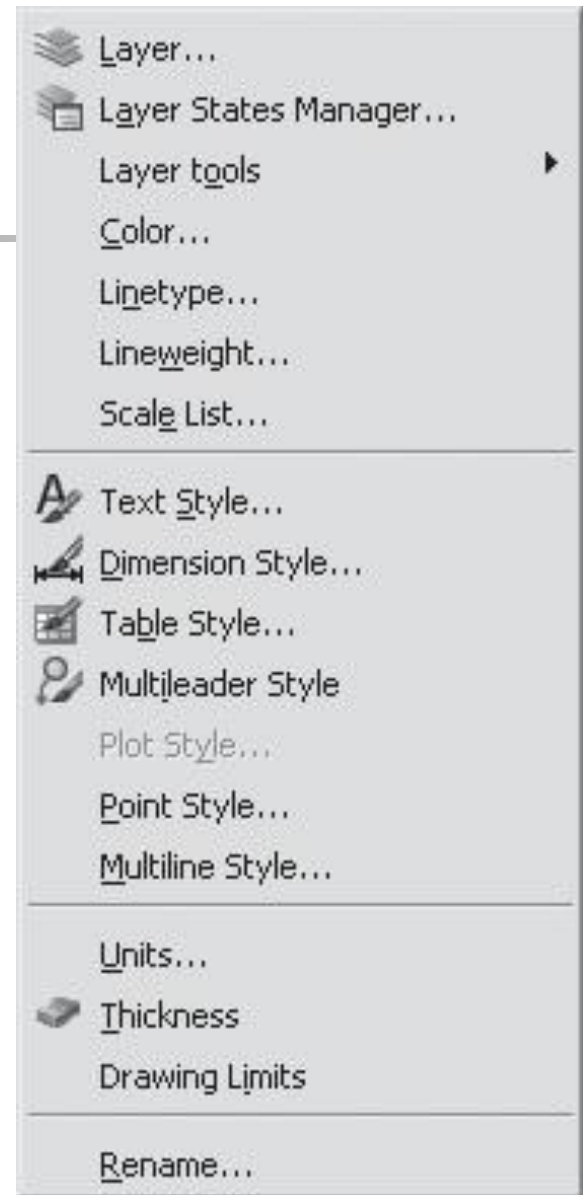 Layer...
Layer States Manager...
Layer tools
Color...
Linetype...
Lineweight...
Scale List...
Text Style...
Dimension Style...
Table Style...
Multileader Style
Plot Style...
Point Style...
Multiline Style...
Units...
Thickness
Drawing Limits
Rename...